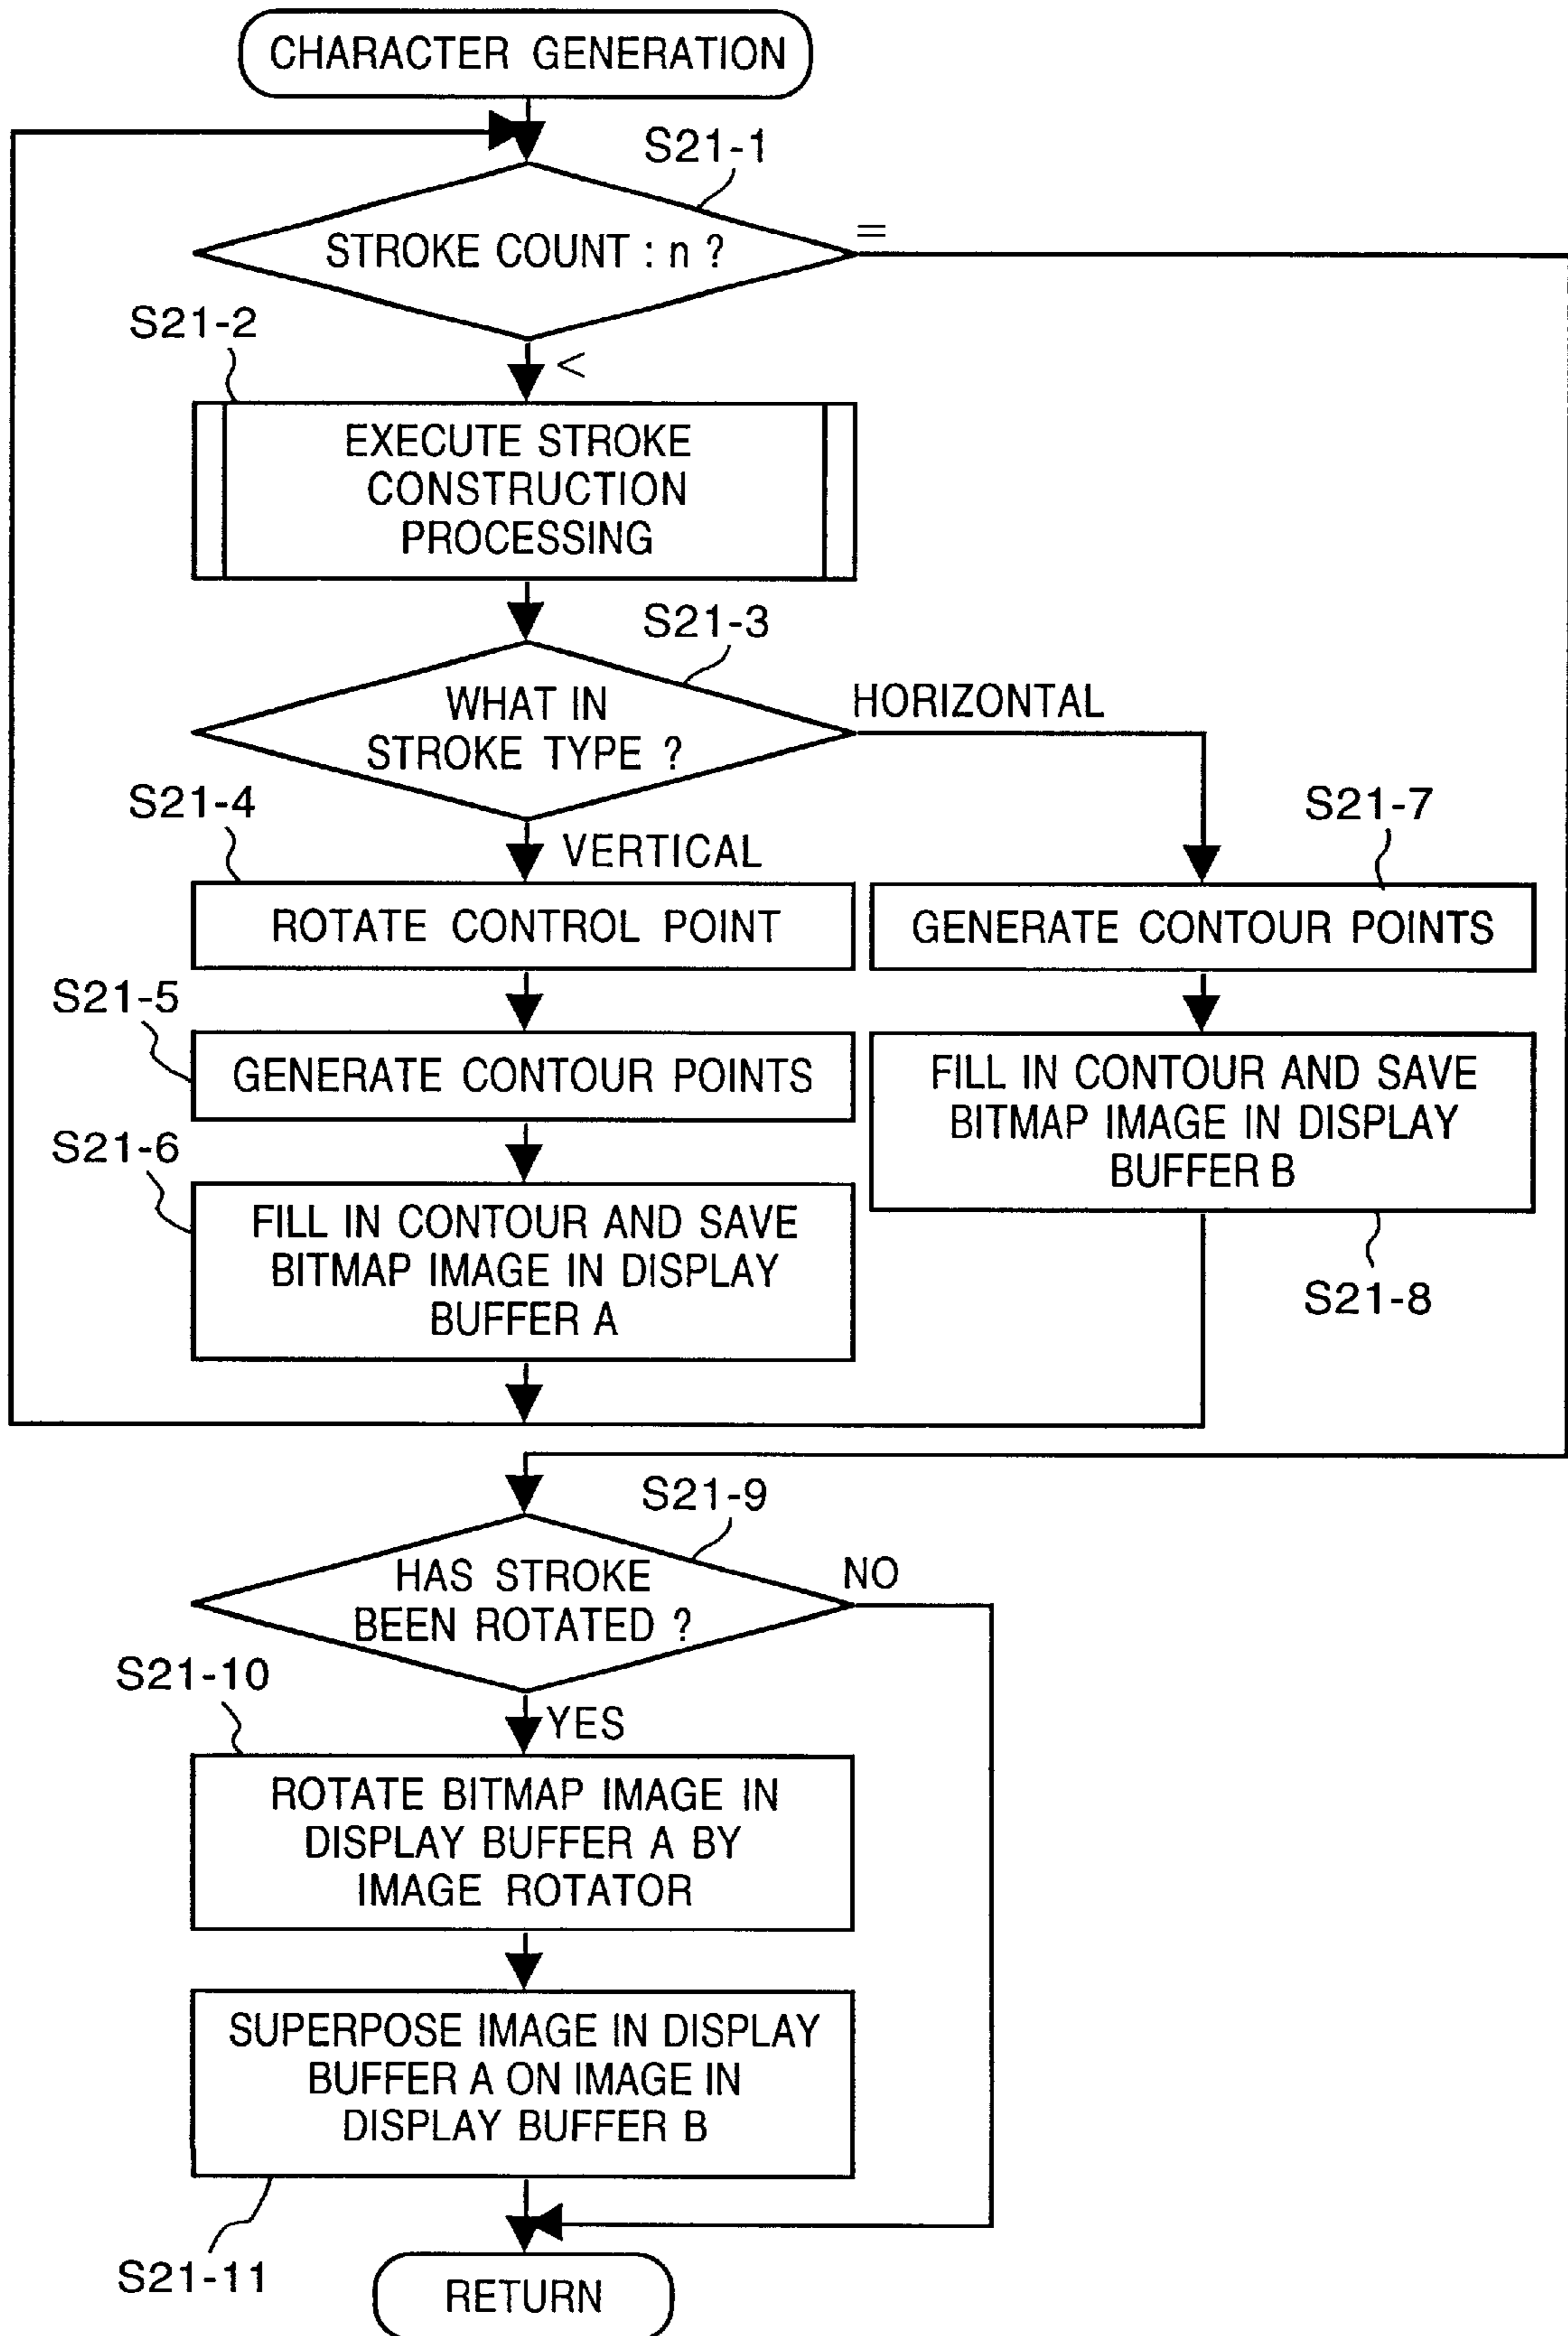 CHARACTER GENERATION
S21-1
STROKE COUNT : n ?
=
S21-2
<
EXECUTE STROKE
CONSTRUCTION
PROCESSING
S21-3
WHAT IN
STROKE TYPE ?
HORIZONTAL
S21-4
VERTICAL
S21-7
ROTATE CONTROL POINT
GENERATE CONTOUR POINTS
S21-5
GENERATE CONTOUR POINTS
FILL IN CONTOUR AND SAVE
BITMAP IMAGE IN DISPLAY
BUFFER B
S21-6
FILL IN CONTOUR AND SAVE
BITMAP IMAGE IN DISPLAY
BUFFER A
S21-8
S21-9
HAS STROKE
BEEN ROTATED ?
NO
S21-10
YES
ROTATE BITMAP IMAGE IN
DISPLAY BUFFER A BY
IMAGE ROTATOR
SUPERPOSE IMAGE IN DISPLAY
BUFFER A ON IMAGE IN
DISPLAY BUFFER B
S21-11
RETURN